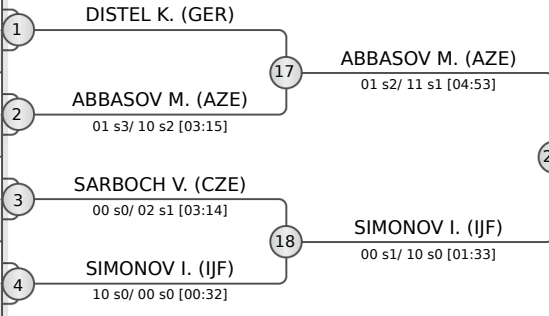 DISTEL K. (GER)
1
17
ABBASOV M. (AZE)
01 s2/ 11 s1 [04:53]
ABBASOV M. (AZE)
2
01 s3/ 10 s2 [03:15]
2
SARBOCH V. (CZE)
3
00 s0/ 02 s1 [03:14]
18
SIMONOV I. (IJF)
00 s1/ 10 s0 [01:33]
SIMONOV I. (IJF)
4
10 s0/ 00 s0 [00:32]